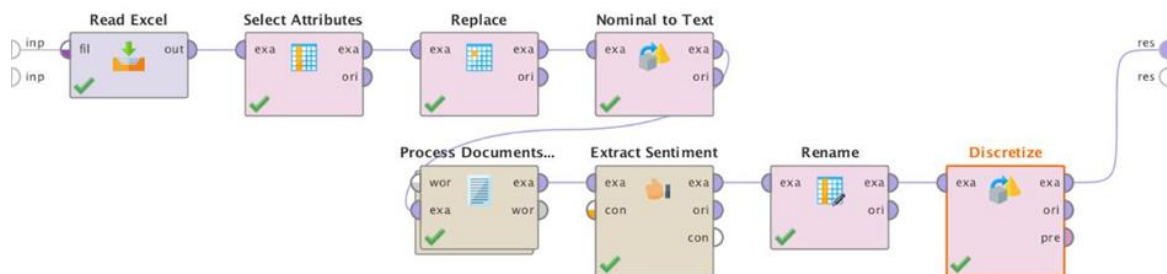 Read Excel Select Attributes Replace Nominal to Text
inp fil out exa exa exa exa exa exa res
inp ori ori ori res
Process Documents... Extract Sentiment Rename Discretize
wor exa exa exa exa exa exa exa
exa wor con ori ori ori
con pre